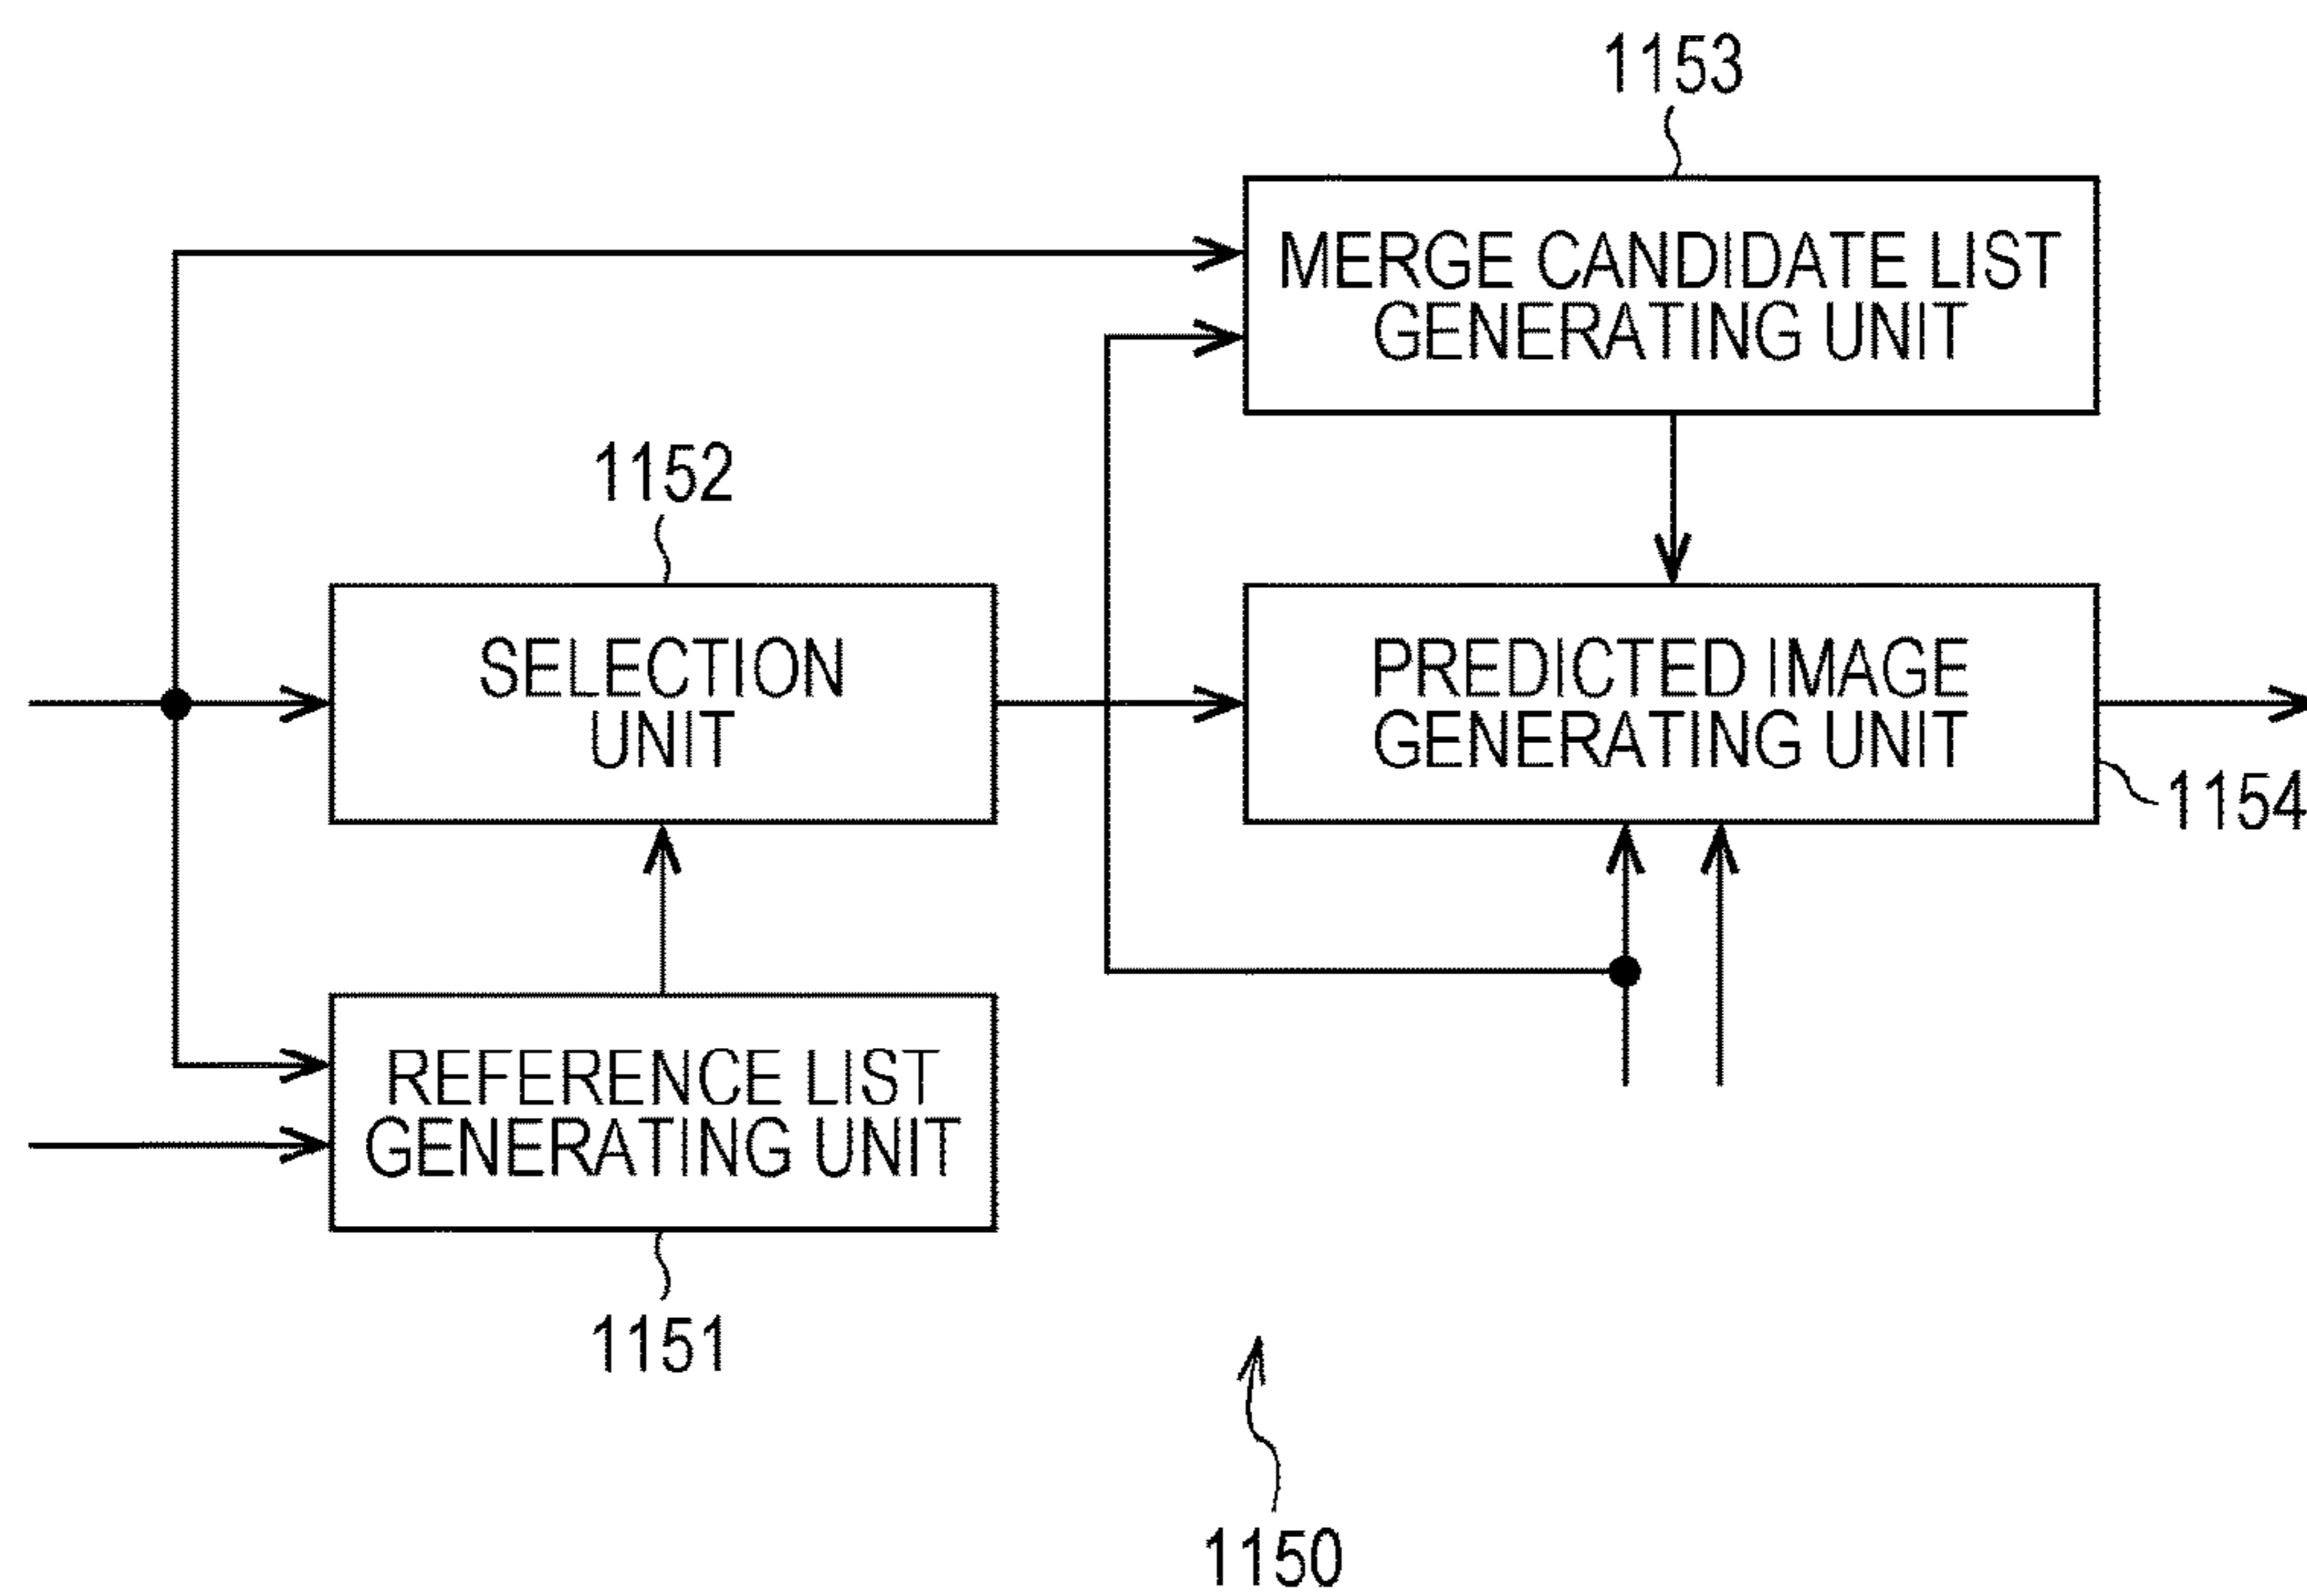 1153
MERGE CANDIDATE LIST
GENERATING UNIT
1152
SELECTION
UNIT
PREDICTED IMAGE
GENERATING UNIT
1154
REFERENCE LIST
GENERATING UNIT
1151
1150